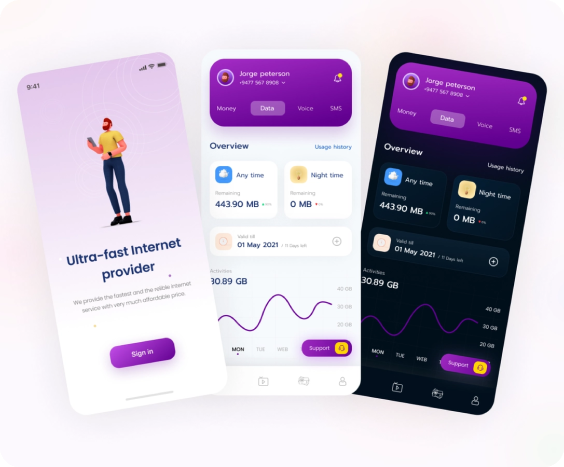 9:41
Ultra-fast Internet
provider
We provide the fastest and the relible internet
service with very much affordable price.
Sign in
Jorge peterson
+9477 567 8908
Money
Data
Voice
SMS
Overview
Usage history
Any time
Remaining
443.90 MB
Night time
Remaining
0 MB
Valid till
01 May 2021 / 11 Days left
Activities
30.89 GB
40 GB
30 GB
20 GB
MON
TUE
WEB
Support
Jorge peterson
+9477 567 8908
Money
Data
Voice
SMS
Overview
Usage history
Any time
Remaining
443.90 MB
Night time
Remaining
0 MB
Valid till
01 May 2021 / 11 Days left
Activities
30.89 GB
40 GB
30 GB
20 GB
MON
TUE
WEB
Support